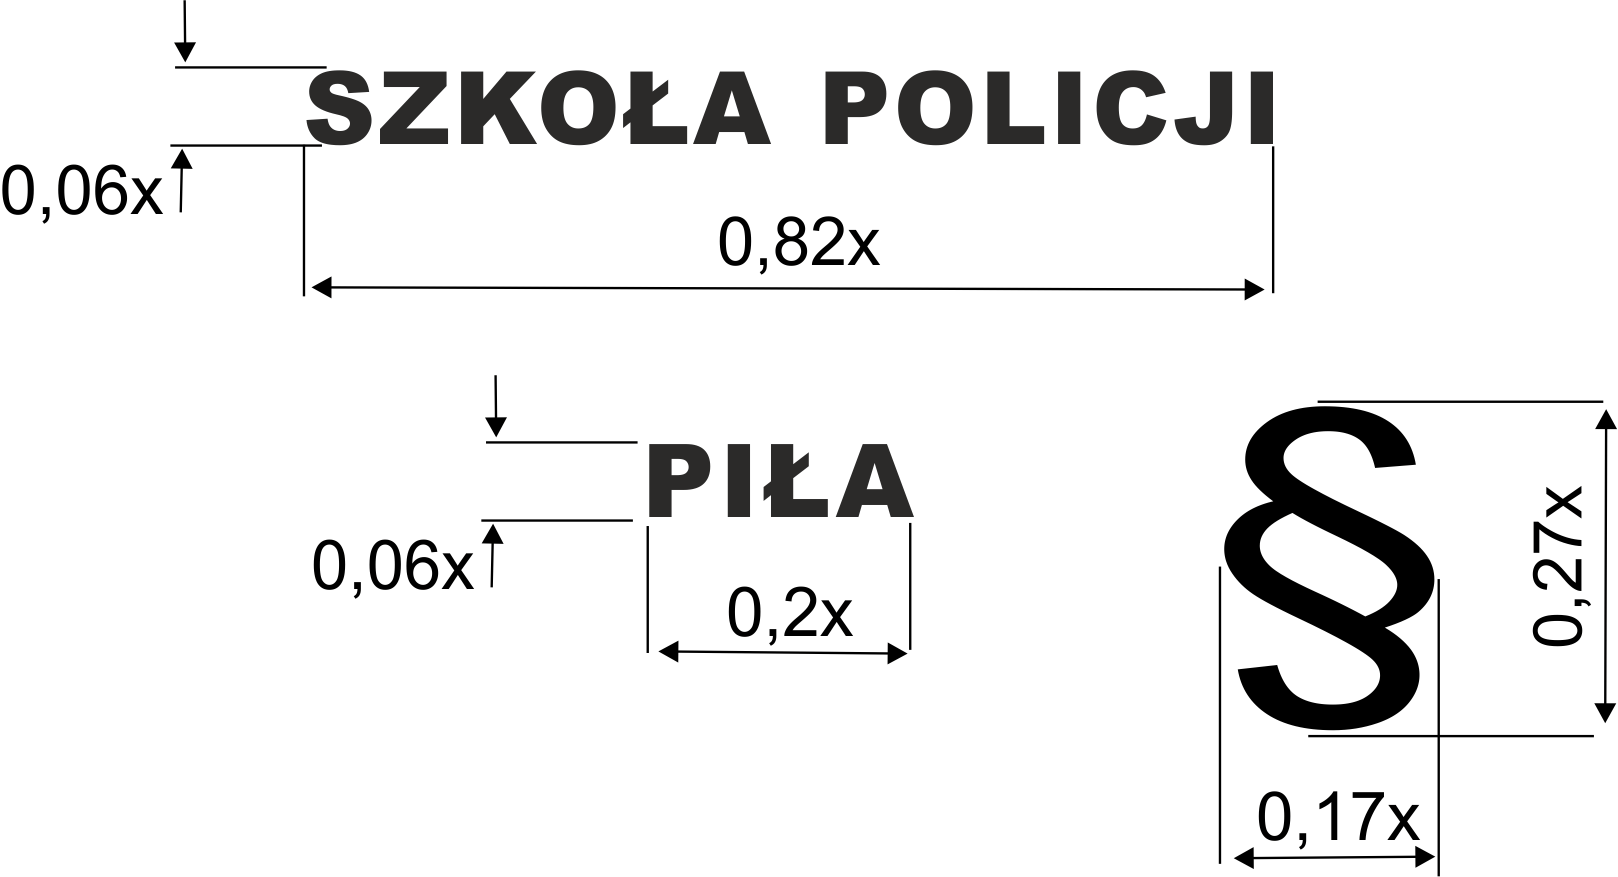 SZKOŁA POLICJI
0,06x
0,82x
PIŁA
0,06x
0,2x
§
0,27x
0,17x